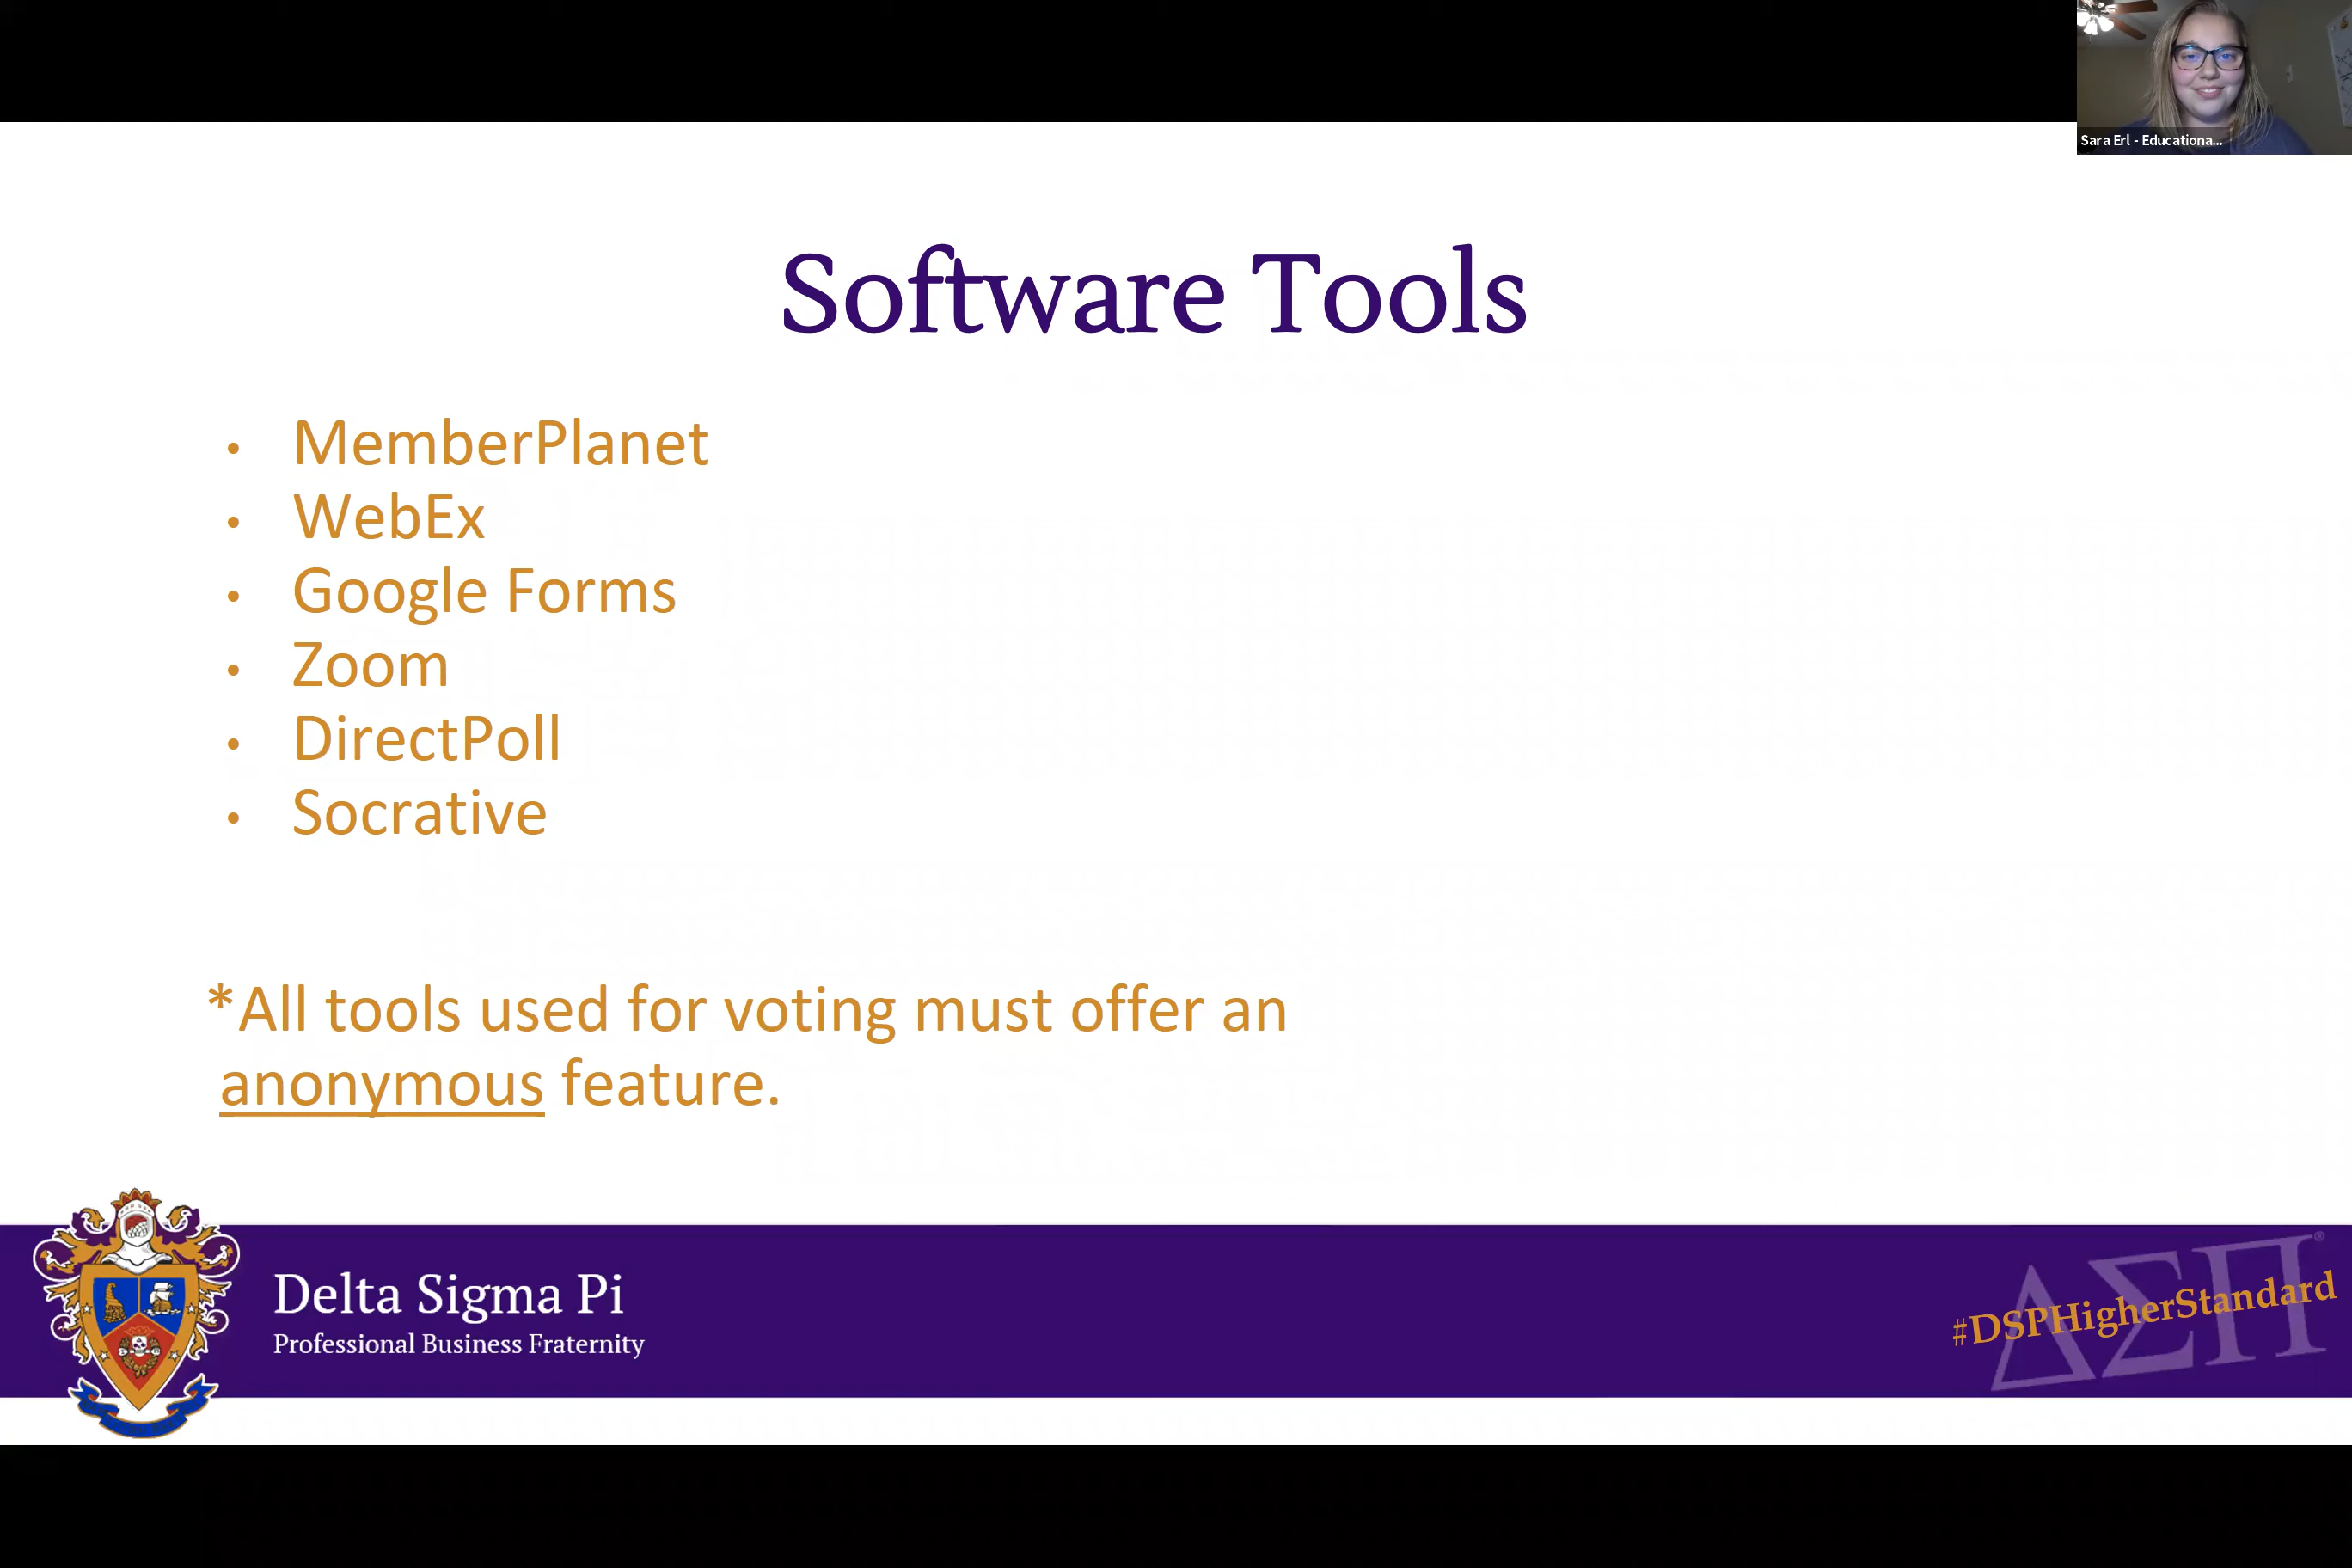 Sara Erl - Educationa...
Software Tools
• MemberPlanet
• WebEx
• Google Forms
• Zoom
• DirectPoll
• Socrative
*All tools used for voting must offer an
anonymous feature.
Delta Sigma Pi
Professional Business Fraternity
ΔΣΠ®
#DSPHigherStandard